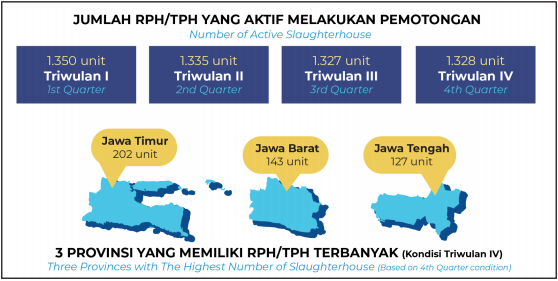 JUMLAH RPH/TPH YANG AKTIF MELAKUKAN PEMOTONGAN
Number of Active Slaughterhouse
1.350 unit
Triwulan I
1st Quarter
1.335 unit
Triwulan II
2nd Quarter
1.327 unit
Triwulan III
3rd Quarter
1.328 unit
Triwulan IV
4th Quarter
Jawa Timur
202 unit
Jawa Barat
143 unit
Jawa Tengah
127 unit
3 PROVINSI YANG MEMILIKI RPH/TPH TERBANYAK (Kondisi Triwulan IV)
Three Provinces with The Highest Number of Slaughterhouse (Based on 4th Quarter condition)